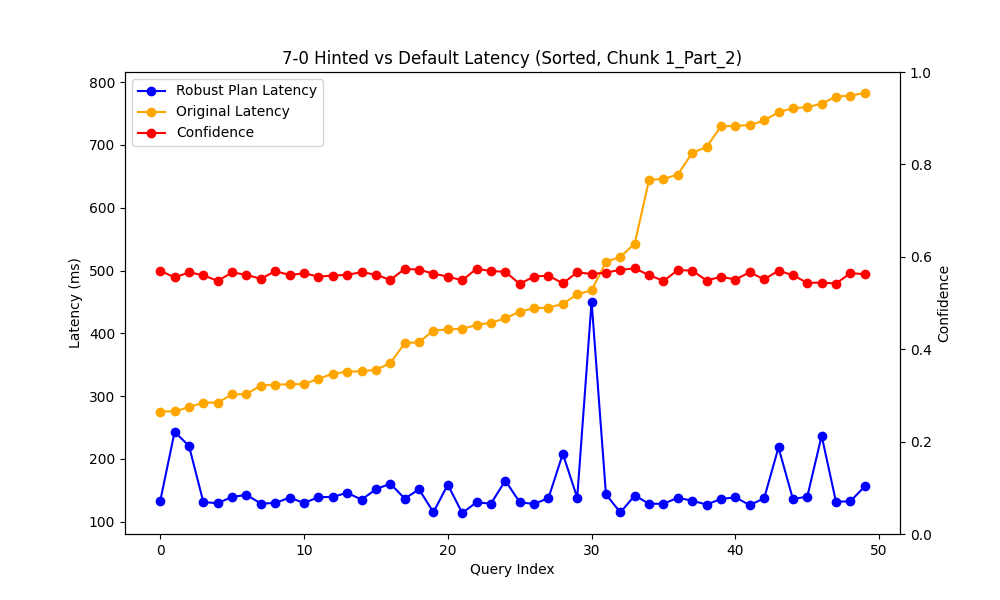 7-0 Hinted vs Default Latency (Sorted, Chunk 1_Part_2)
Robust Plan Latency
Original Latency
Confidence
800
700
600
500
400
300
200
100
Latency (ms)
1.0
0.8
0.6
0.4
0.2
0.0
Confidence
0 10 20 30 40 50
Query Index